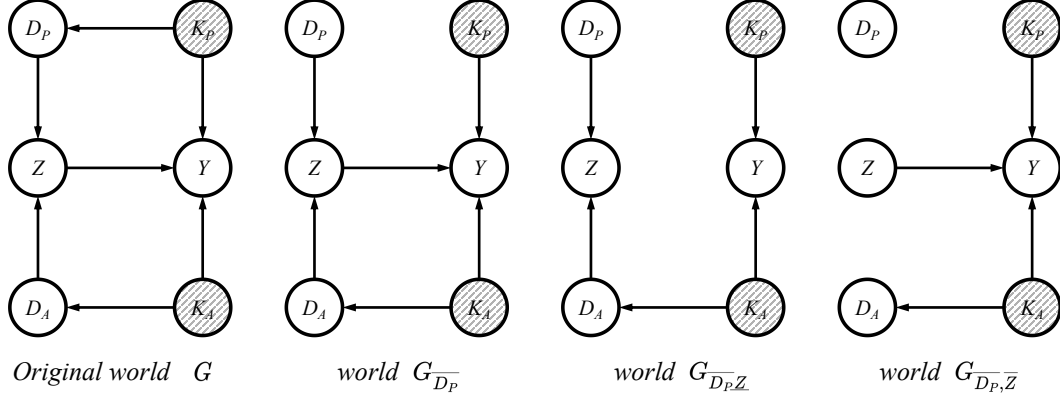 D_P K_P D_P K_P D_P K_P D_P K_P
Z Y Z Y Z Y Z Y
D_A K_A D_A K_A D_A K_A D_A K_A
Original world G world G_{\overline{D_P}} world G_{\overline{D_P}\underline{Z}} world G_{\overline{D_P},\overline{Z}}